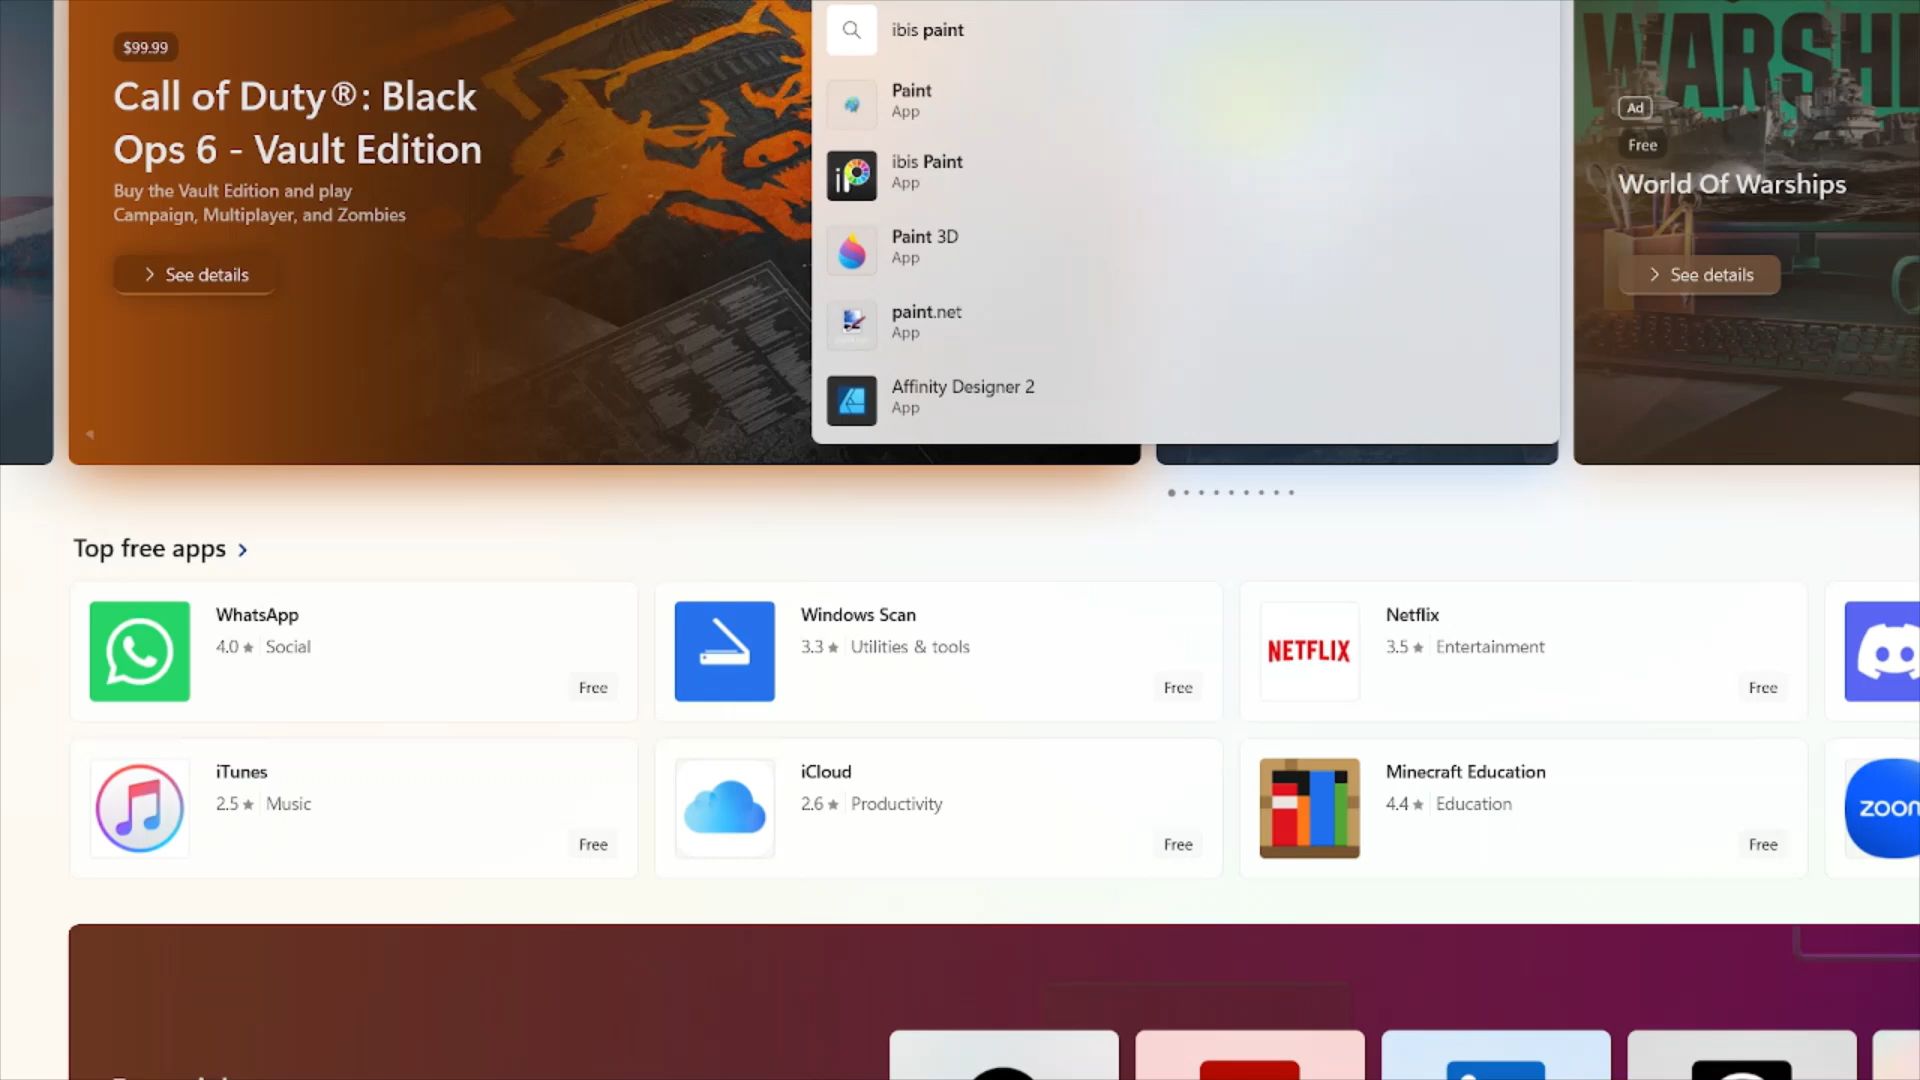 $99.99
Call of Duty®: Black
Ops 6 - Vault Edition
Buy the Vault Edition and play
Campaign, Multiplayer, and Zombies
See details
ibis paint
Paint
App
ibis Paint
App
Paint 3D
App
paint.net
App
Affinity Designer 2
App
WARSHI
Ad
Free
World Of Warships
See details
Top free apps
WhatsApp
4.0 ★ Social
Free
Windows Scan
3.3 ★ Utilities & tools
Free
NETFLIX
Netflix
3.5 ★ Entertainment
Free
iTunes
2.5 ★ Music
Free
iCloud
2.6 ★ Productivity
Free
Minecraft Education
4.4 ★ Education
Free
zoom